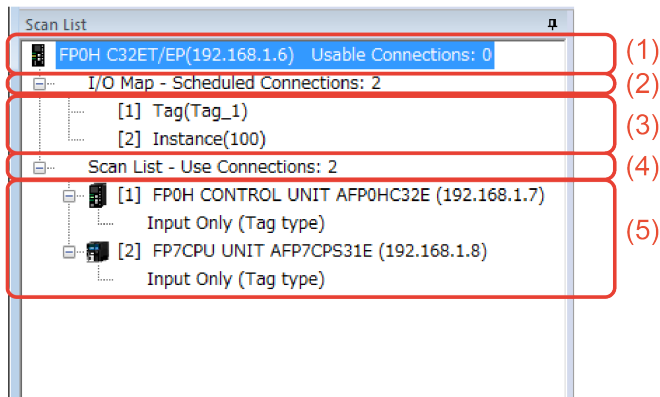 Scan List
FP0H C32ET/EP(192.168.1.6) Usable Connections: 0
(1)
I/O Map - Scheduled Connections: 2
(2)
[1] Tag(Tag_1)
[2] Instance(100)
(3)
Scan List - Use Connections: 2
(4)
[1] FP0H CONTROL UNIT AFP0HC32E (192.168.1.7)
Input Only (Tag type)
[2] FP7CPU UNIT AFP7CPS31E (192.168.1.8)
Input Only (Tag type)
(5)